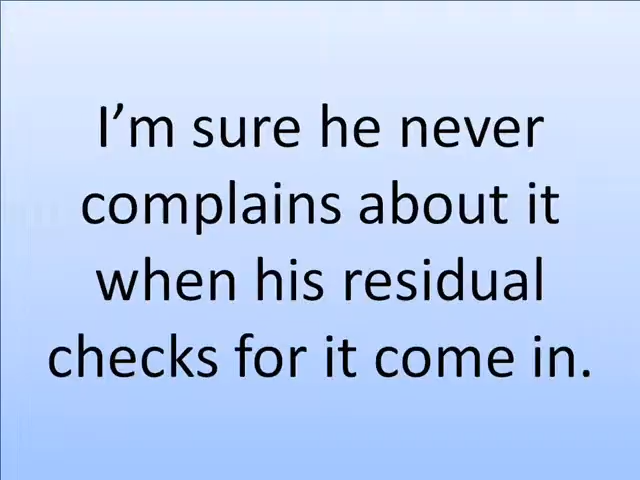 I’m sure he never
complains about it
when his residual
checks for it come in.